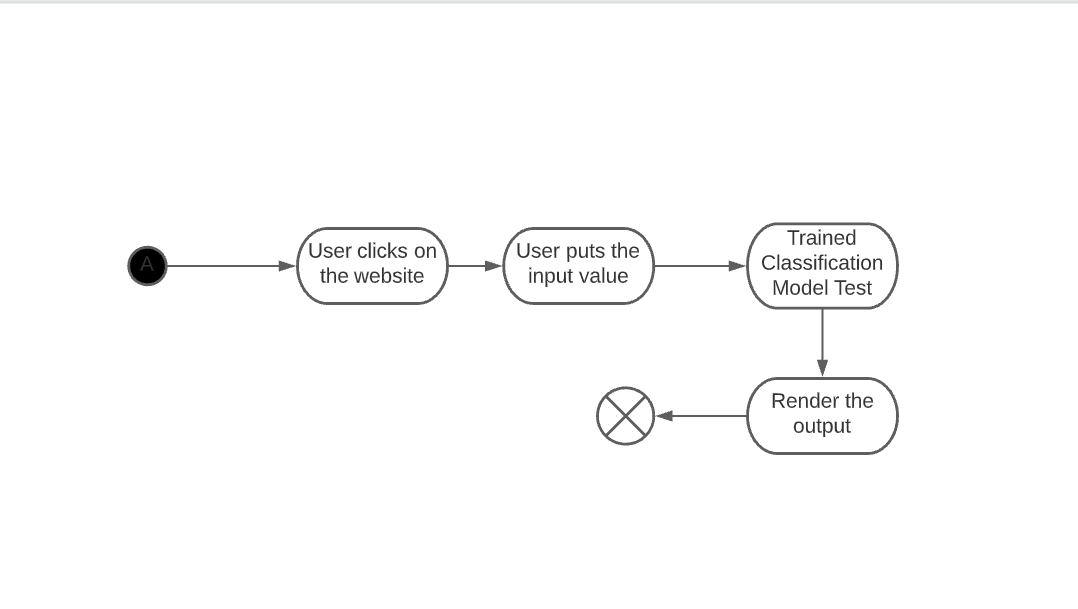 A
User clicks on
the website
User puts the
input value
Trained
Classification
Model Test
Render the
output